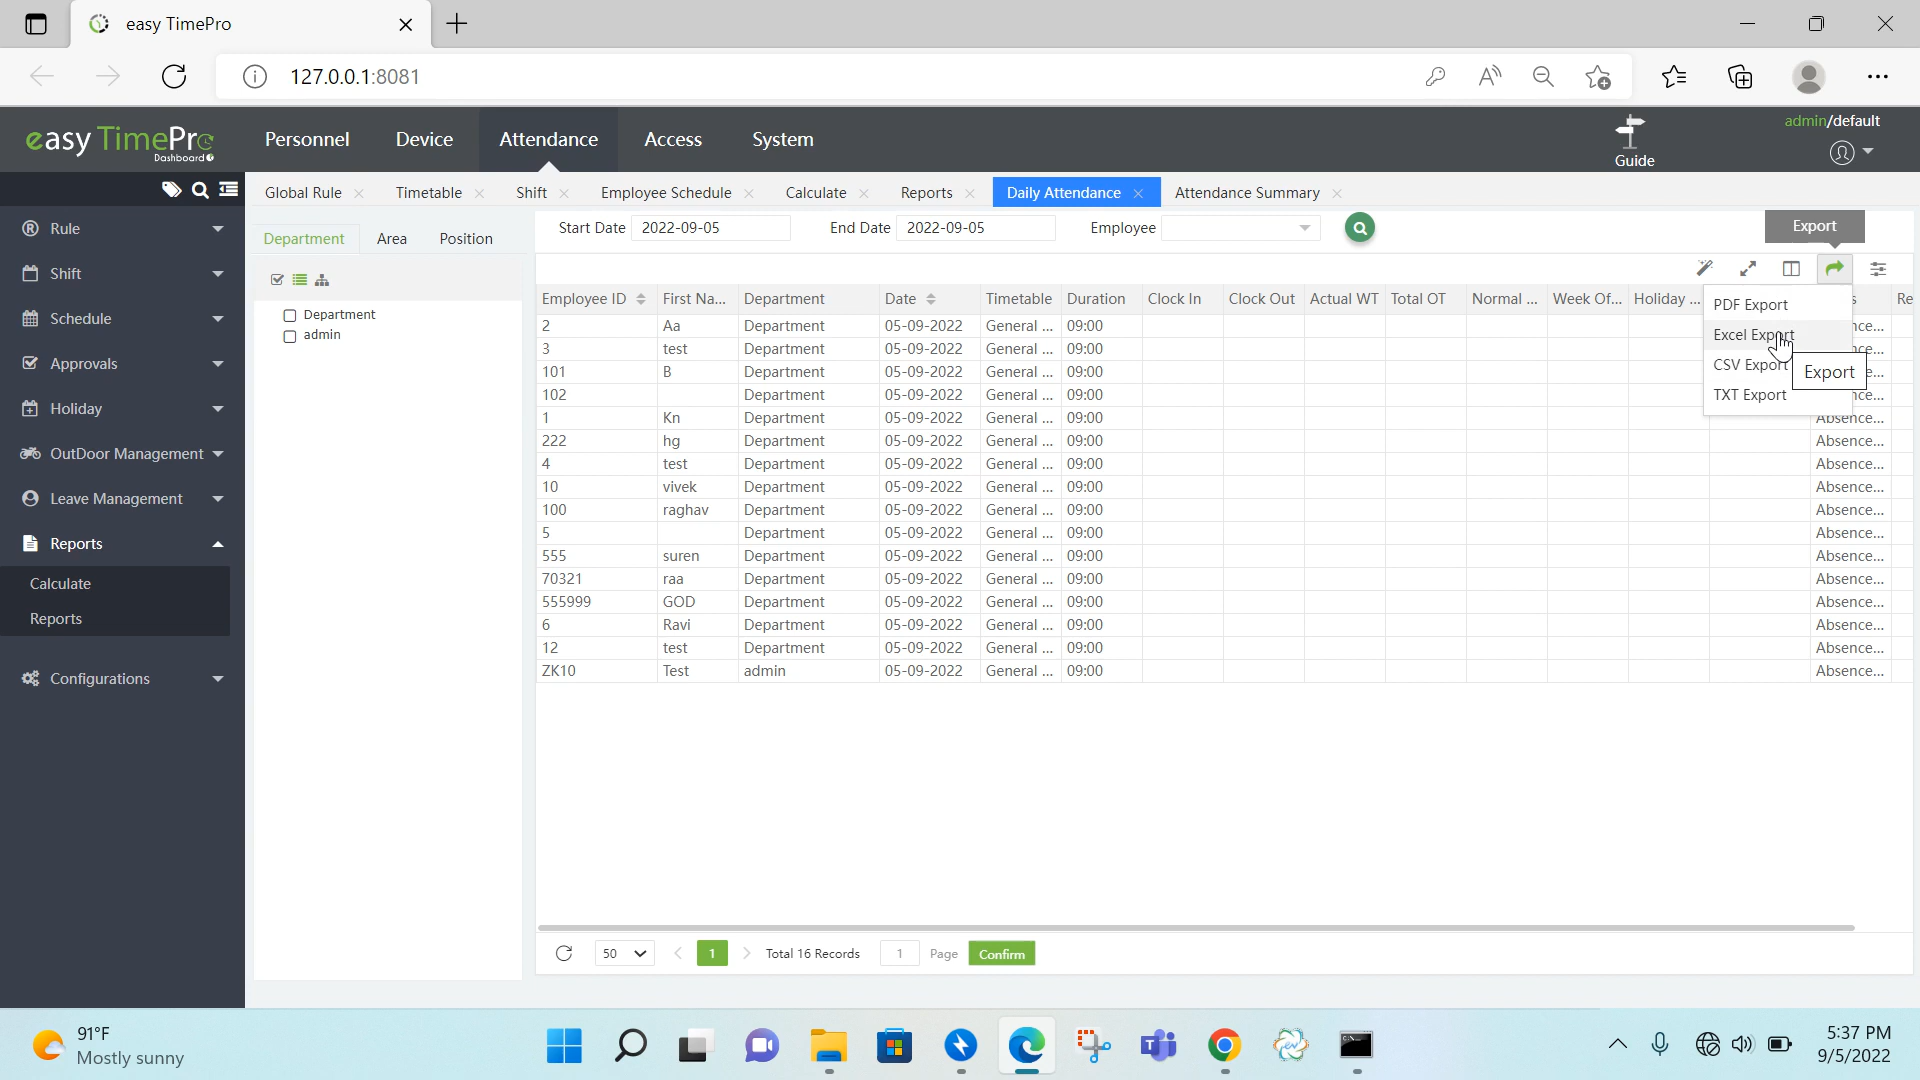 easy TimePro
127.0.0.1:8081
easy TimePro
Dashboard
Personnel Device Attendance Access System
Guide
admin/default
Global Rule Timetable Shift Employee Schedule Calculate Reports Daily Attendance Attendance Summary
Rule
Shift
Schedule
Approvals
Holiday
OutDoor Management
Leave Management
Reports
Calculate
Reports
Configurations
Department Area Position
Department
admin
Start Date 2022-09-05 End Date 2022-09-05 Employee
Export
PDF Export
Excel Export
CSV Export
TXT Export
Export
Employee ID First Na... Department Date Timetable Duration Clock In Clock Out Actual WT Total OT Normal ... Week Of... Holiday ... Re
2 Aa Department 05-09-2022 General ... 09:00
3 test Department 05-09-2022 General ... 09:00
101 B Department 05-09-2022 General ... 09:00
102 Department 05-09-2022 General ... 09:00
1 Kn Department 05-09-2022 General ... 09:00 Absence...
222 hg Department 05-09-2022 General ... 09:00 Absence...
4 test Department 05-09-2022 General ... 09:00 Absence...
10 vivek Department 05-09-2022 General ... 09:00 Absence...
100 raghav Department 05-09-2022 General ... 09:00 Absence...
5 Department 05-09-2022 General ... 09:00 Absence...
555 suren Department 05-09-2022 General ... 09:00 Absence...
70321 raa Department 05-09-2022 General ... 09:00 Absence...
555999 GOD Department 05-09-2022 General ... 09:00 Absence...
6 Ravi Department 05-09-2022 General ... 09:00 Absence...
12 test Department 05-09-2022 General ... 09:00 Absence...
ZK10 Test admin 05-09-2022 General ... 09:00 Absence...
50 1 Total 16 Records 1 Page Confirm
91°F
Mostly sunny
5:37 PM
9/5/2022